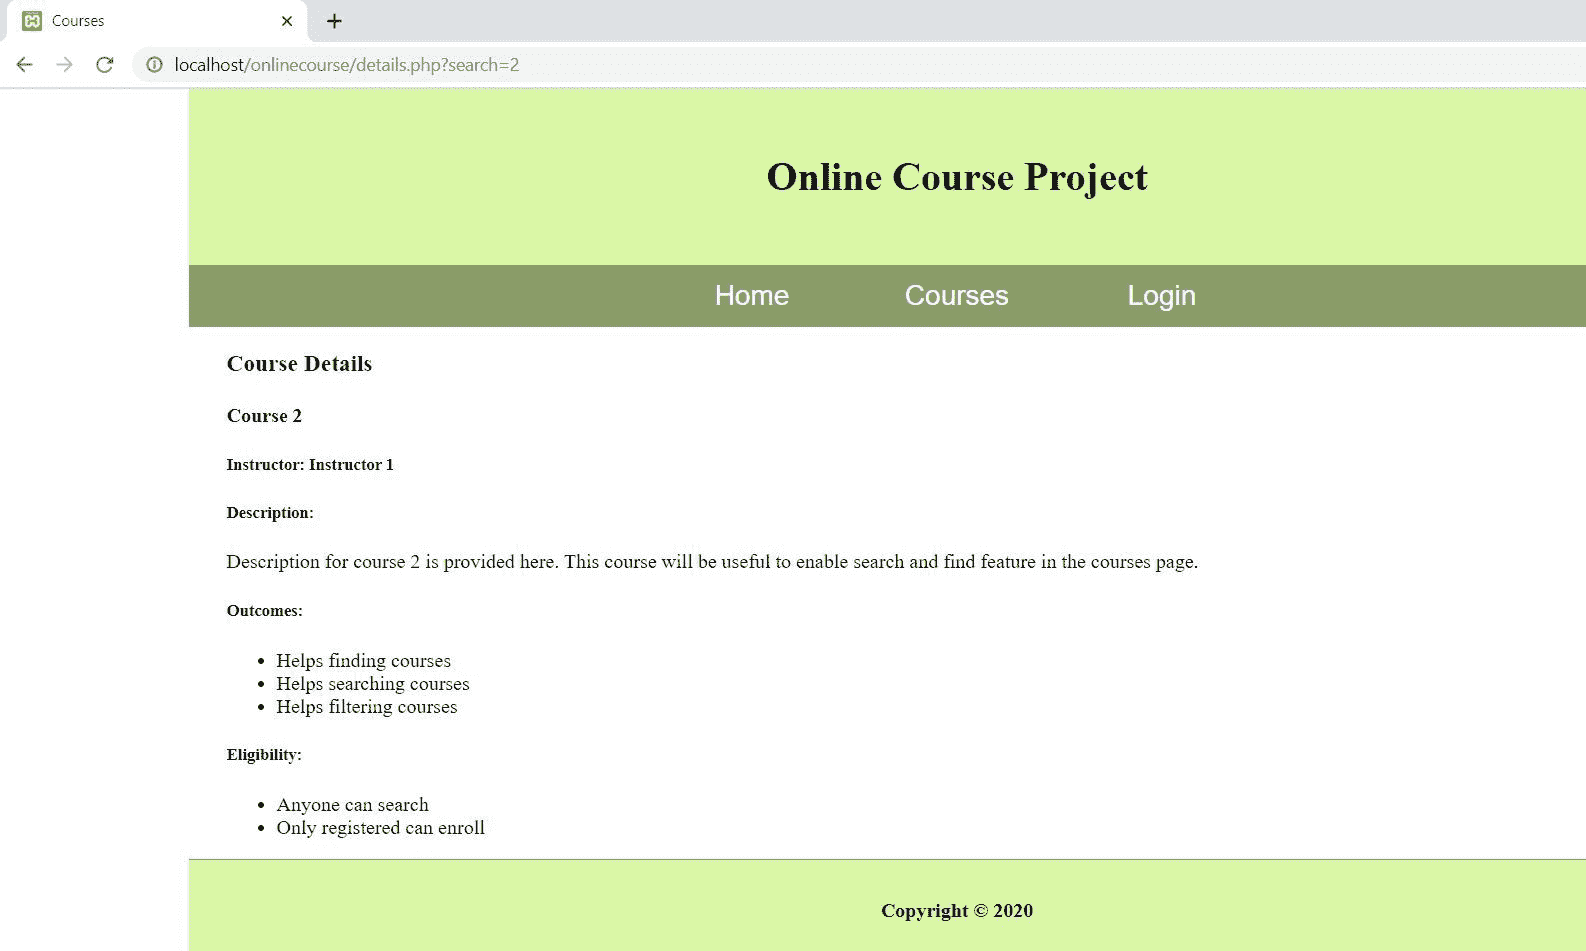 Courses
localhost/onlinecourse/details.php?search=2
Online Course Project
Home Courses Login
Course Details
Course 2
Instructor: Instructor 1
Description:
Description for course 2 is provided here. This course will be useful to enable search and find feature in the courses page.
Outcomes:
• Helps finding courses
• Helps searching courses
• Helps filtering courses
Eligibility:
• Anyone can search
• Only registered can enroll
Copyright © 2020